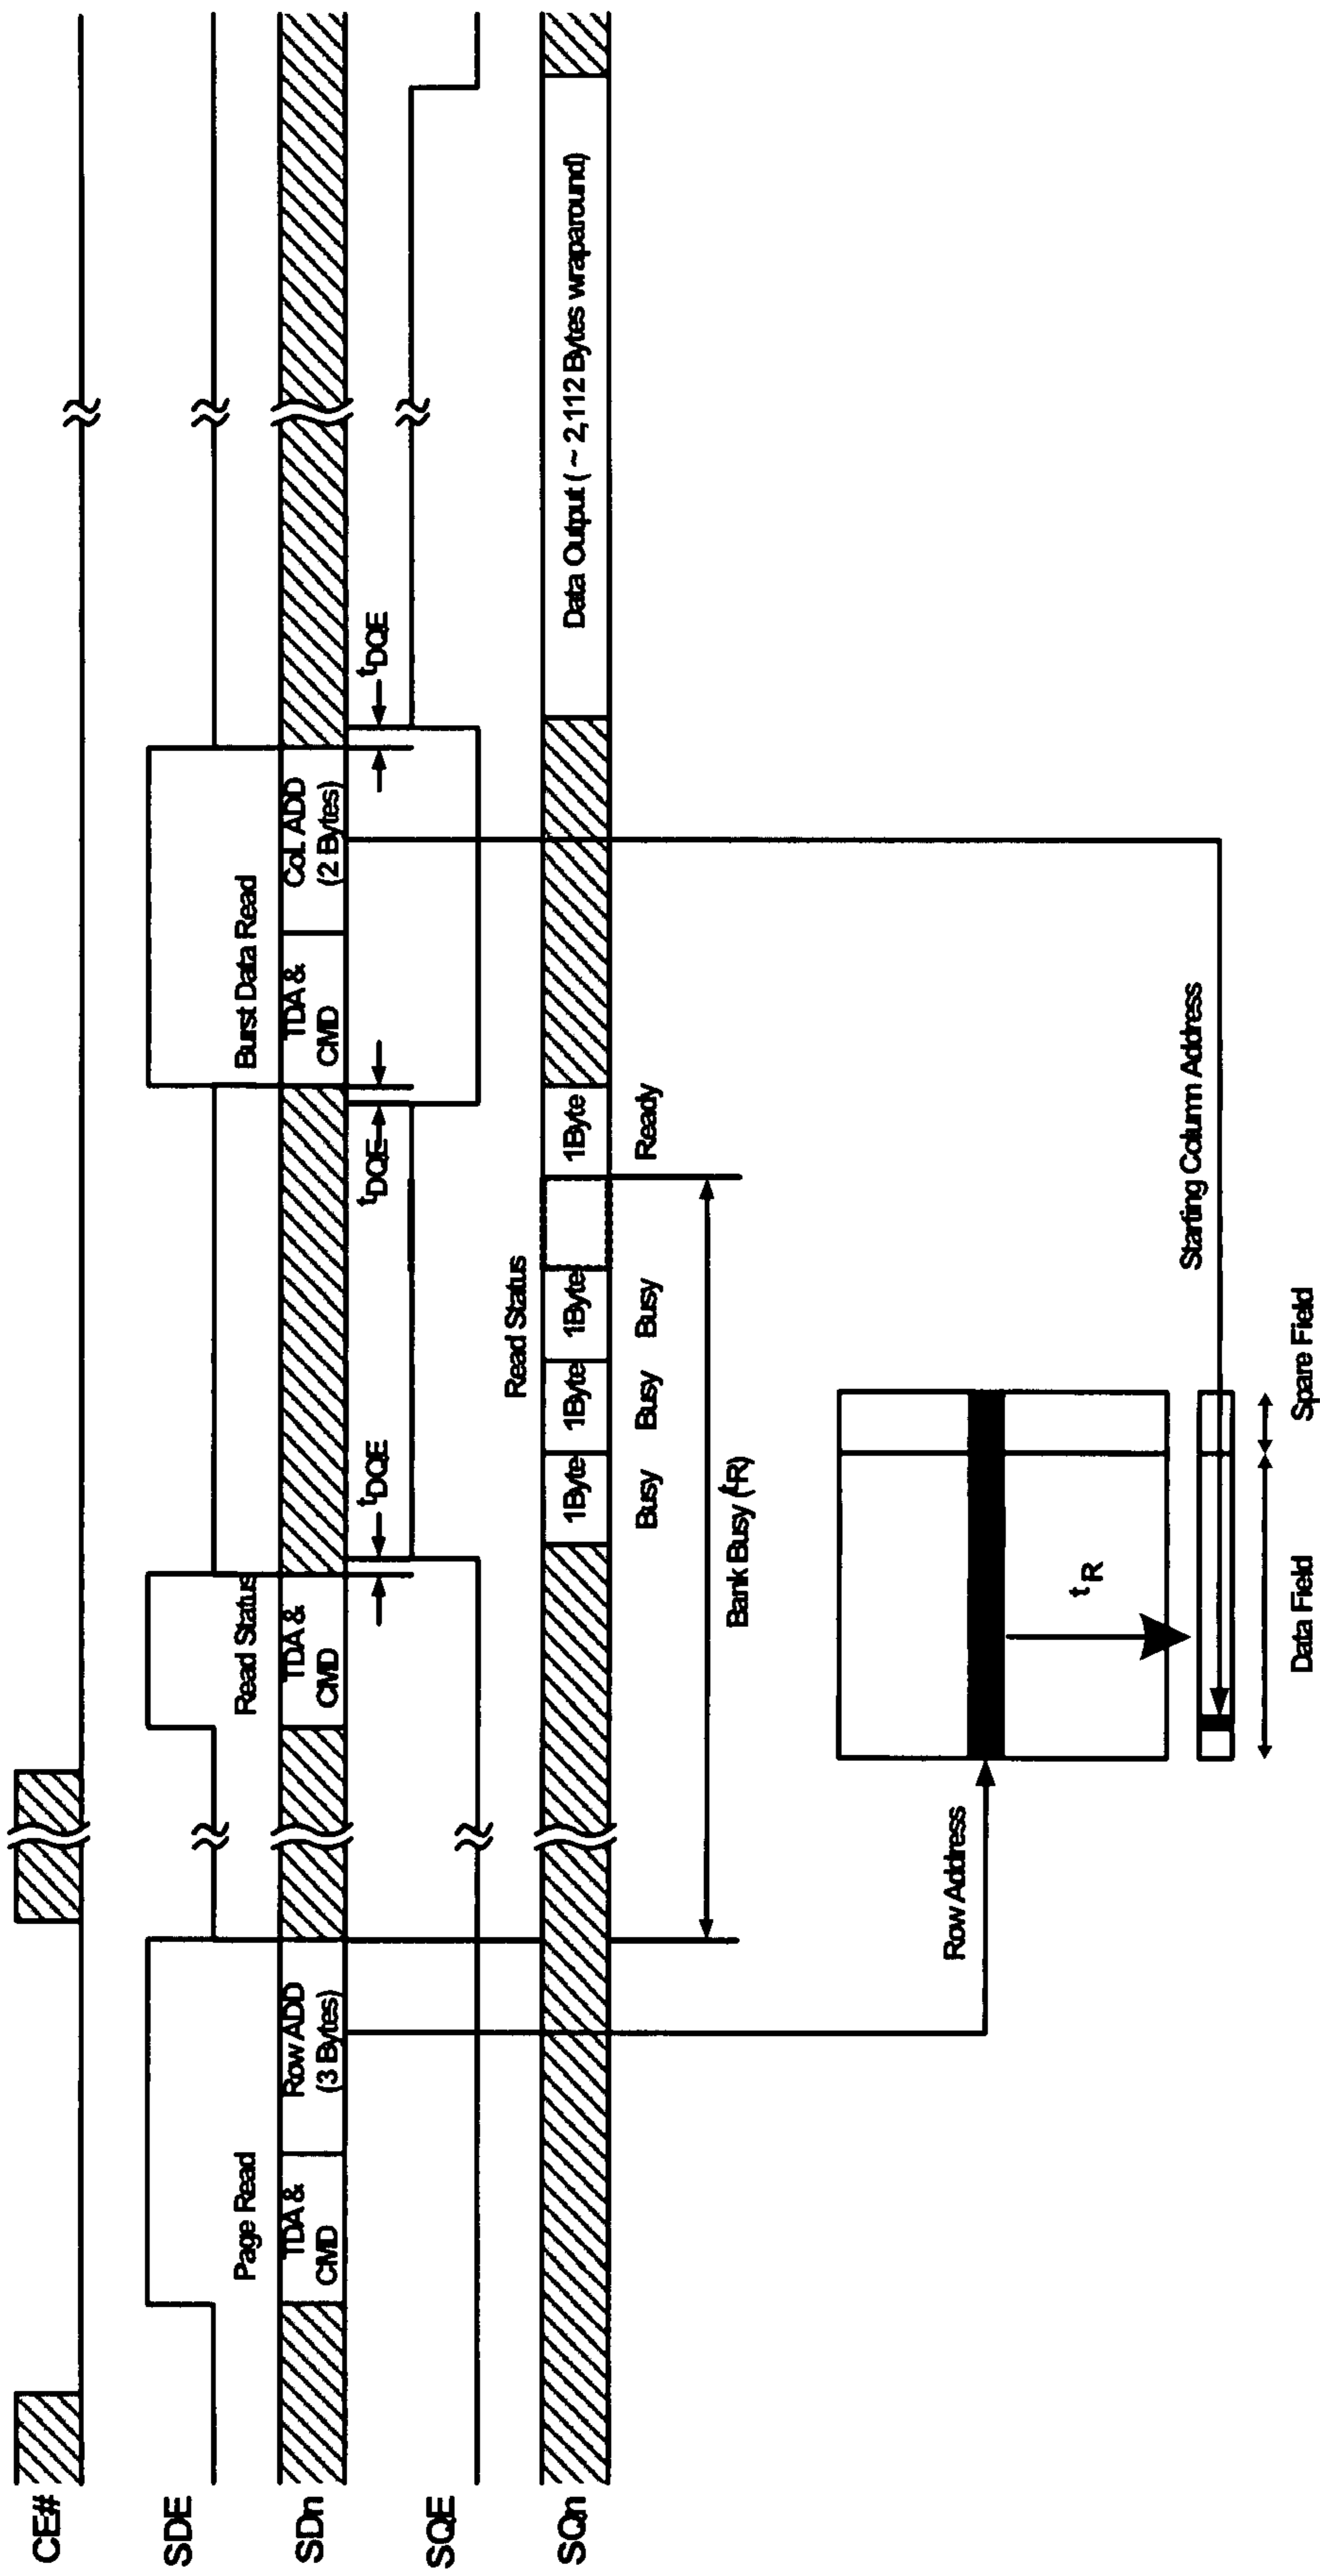 CE#
SDE
Page Read
Read Status
Burst Data Read
SDn
TDA &
CMD
Row ADD
(3 Bytes)
TDA &
CMD
TDA &
CMD
Col. ADD
(2 Bytes)
tDQE
tDQE
tDQE
SQE
Read Status
SQn
1Byte
1Byte
1Byte
1Byte
Data Output ( ~ 2,112 Bytes wraparound)
Busy
Busy
Busy
Ready
Bank Busy (tR)
Row Address
tR
Starting Column Address
Data Field
Spare Field